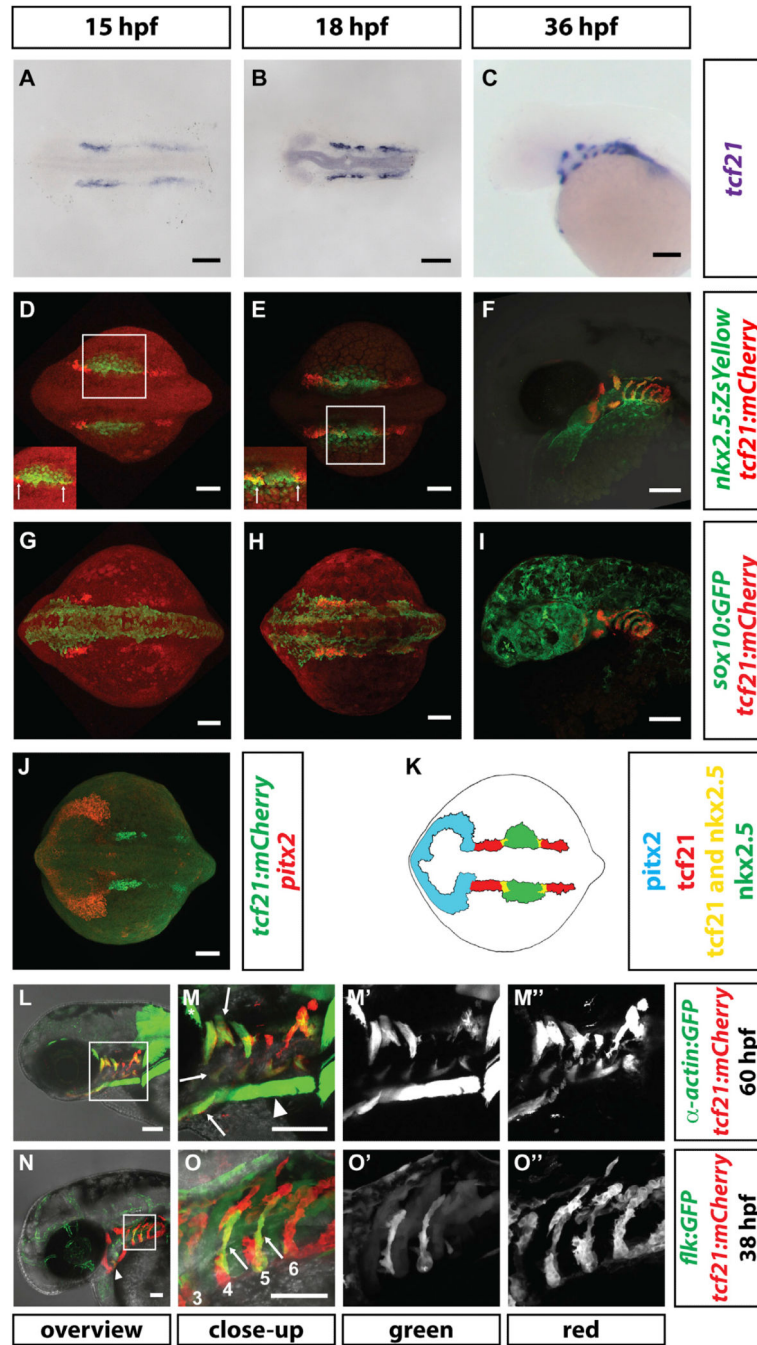 15 hpf
18 hpf
36 hpf
A
B
C
tcf21
D
E
F
nkx2.5:ZsYellow
tcf21:mCherry
G
H
I
sox10:GFP
tcf21:mCherry
J
tcf21:mCherry
pitx2
K
pitx2
tcf21
tcf21 and nkx2.5
nkx2.5
L
M
*
M'
M''
α-actin:GFP
tcf21:mCherry
60 hpf
N
O
3
4
5
6
O'
O''
flk:GFP
tcf21:mCherry
38 hpf
overview
close-up
green
red